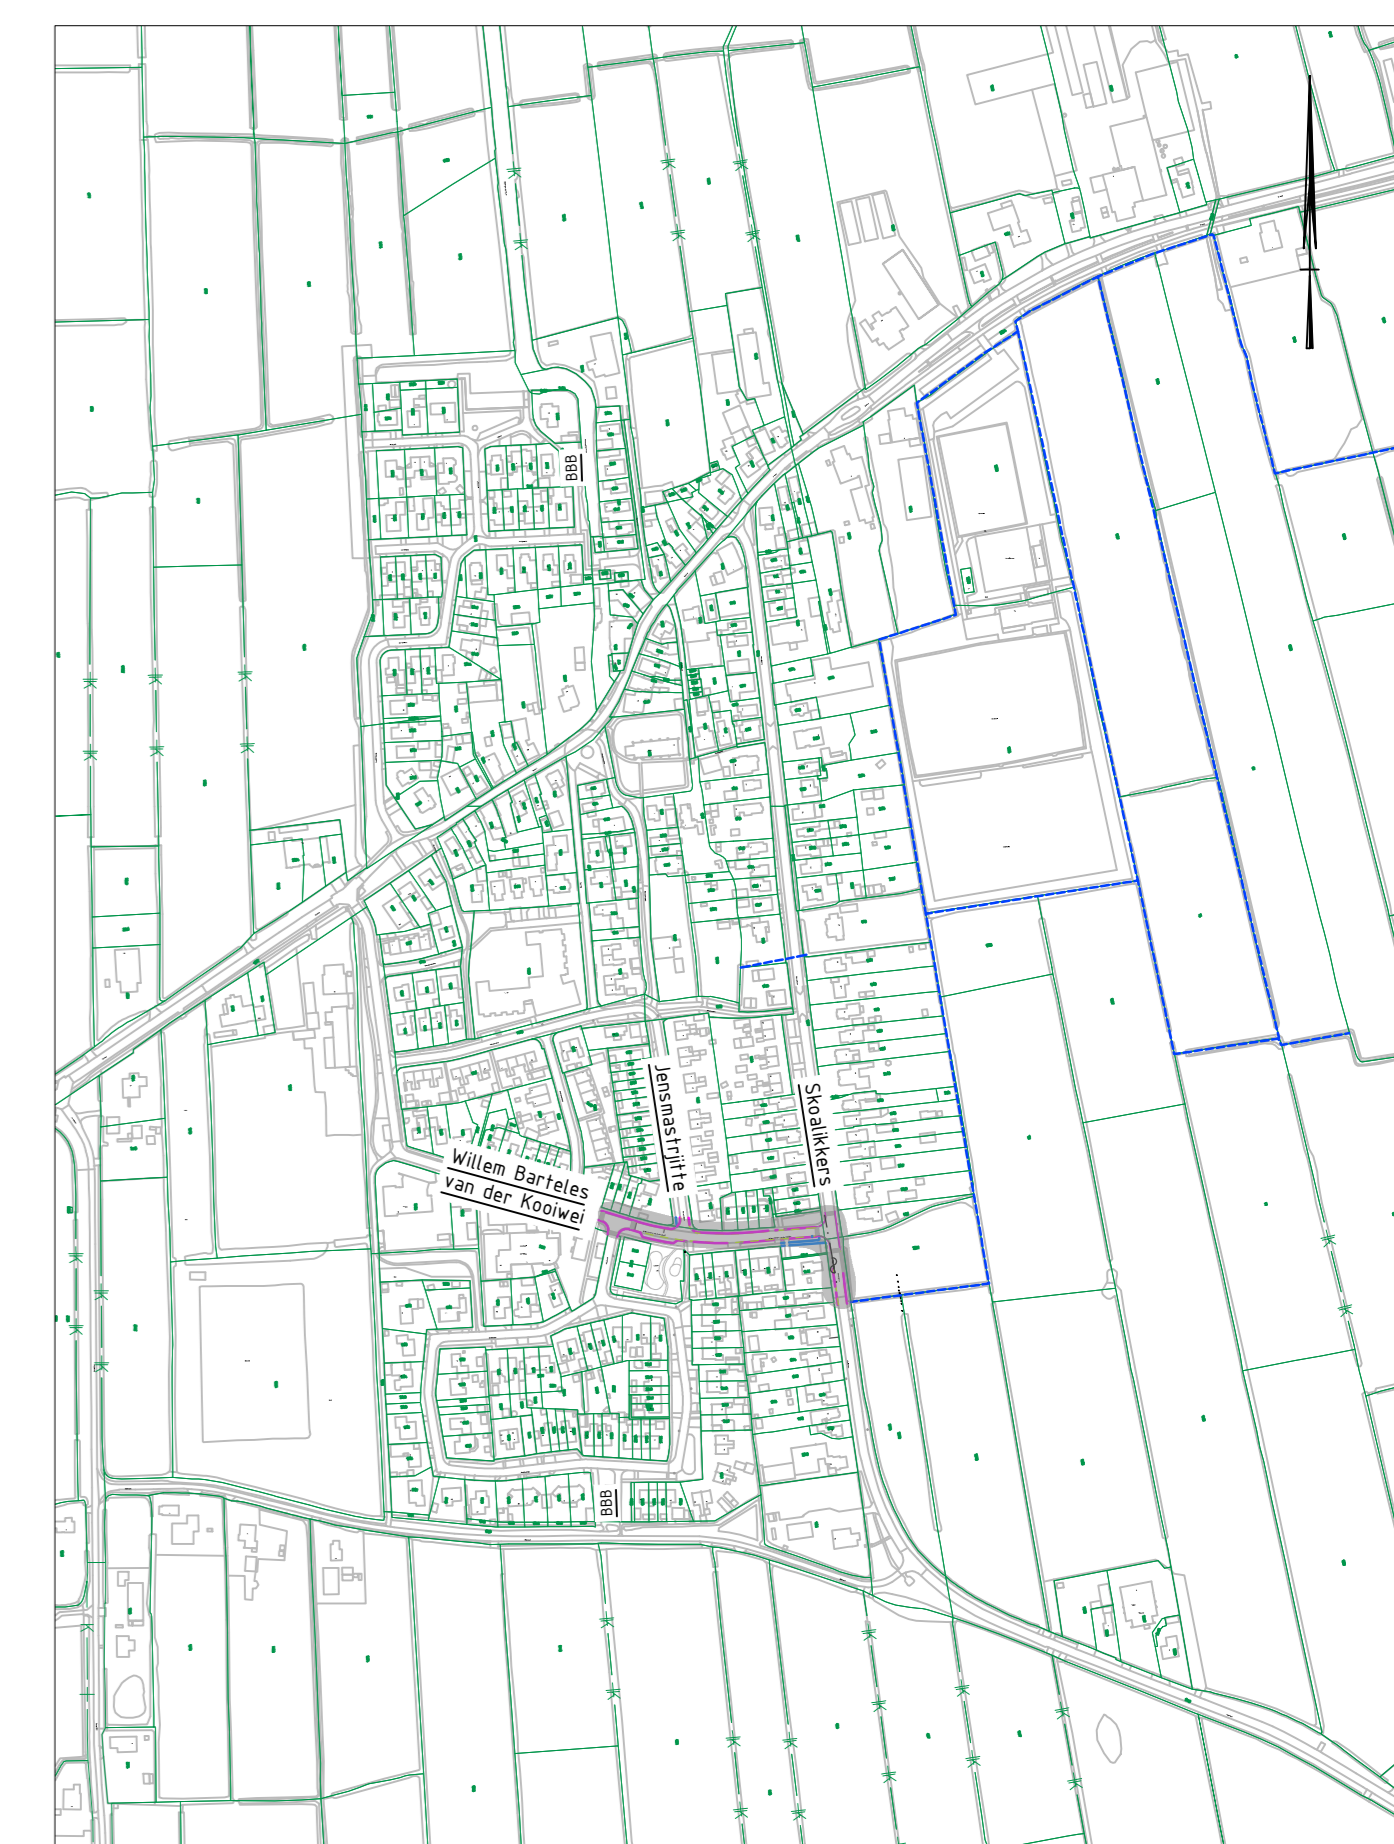 BBB
Jensmastrjitte
Skoalikkers
Willem Barteles
van der Kooiwei
BBB